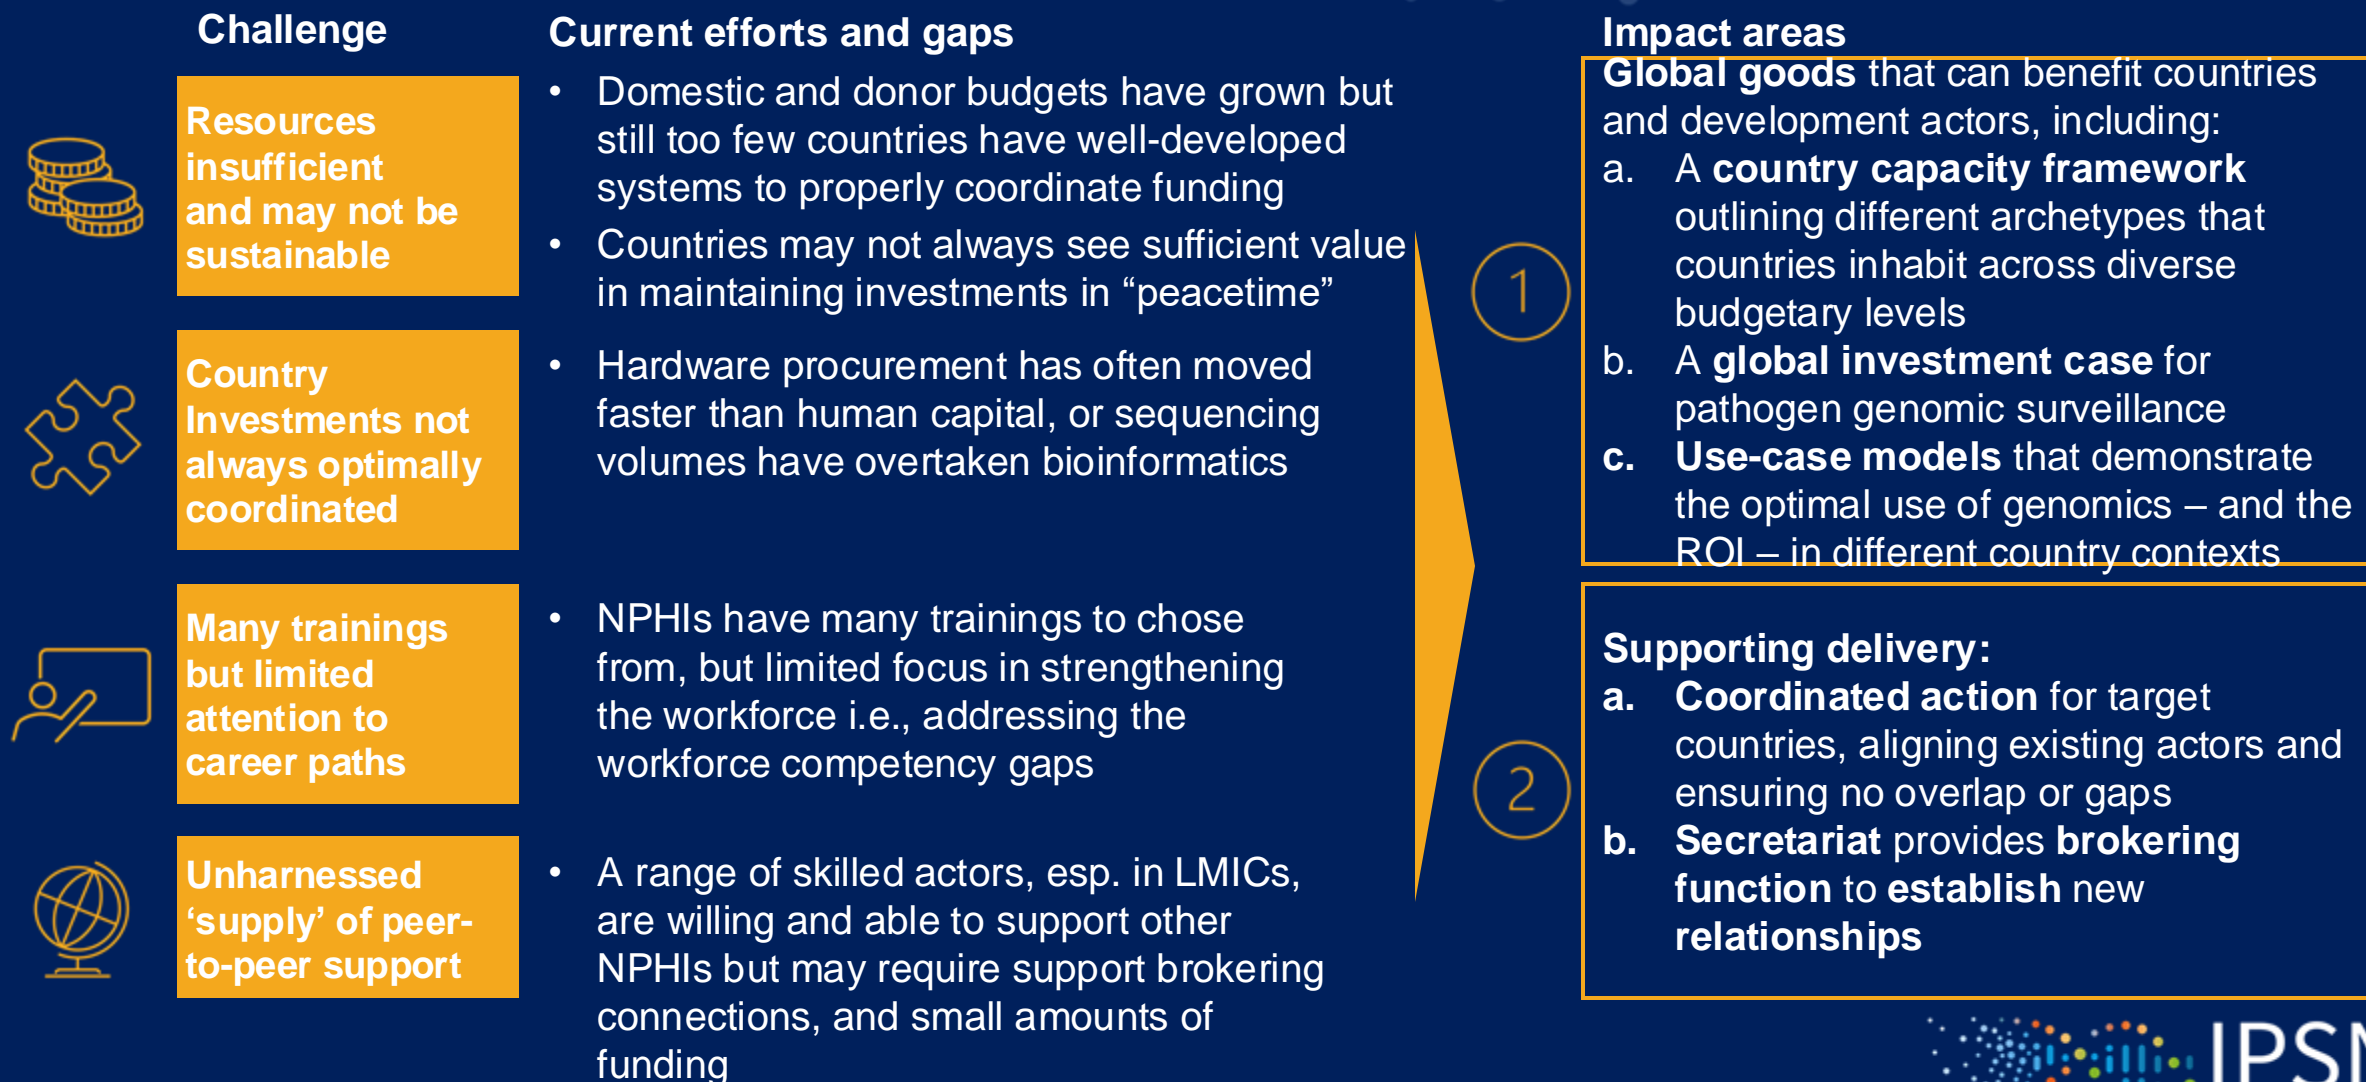 Challenge
Resources
insufficient
and may not be
sustainable
Country
Investments not
always optimally
coordinated
Many trainings
but limited
attention to
career paths
Unharnessed
‘supply’ of peer-
to-peer support
Current efforts and gaps
• Domestic and donor budgets have grown but
still too few countries have well-developed
systems to properly coordinate funding
• Countries may not always see sufficient value
in maintaining investments in “peacetime”
• Hardware procurement has often moved
faster than human capital, or sequencing
volumes have overtaken bioinformatics
• NPHIs have many trainings to chose
from, but limited focus in strengthening
the workforce i.e., addressing the
workforce competency gaps
• A range of skilled actors, esp. in LMICs,
are willing and able to support other
NPHIs but may require support brokering
connections, and small amounts of
funding
Impact areas
1
Global goods that can benefit countries
and development actors, including:
a. A country capacity framework
outlining different archetypes that
countries inhabit across diverse
budgetary levels
b. A global investment case for
pathogen genomic surveillance
c. Use-case models that demonstrate
the optimal use of genomics – and the
ROI – in different country contexts
2
Supporting delivery:
a. Coordinated action for target
countries, aligning existing actors and
ensuring no overlap or gaps
b. Secretariat provides brokering
function to establish new
relationships
IPSN